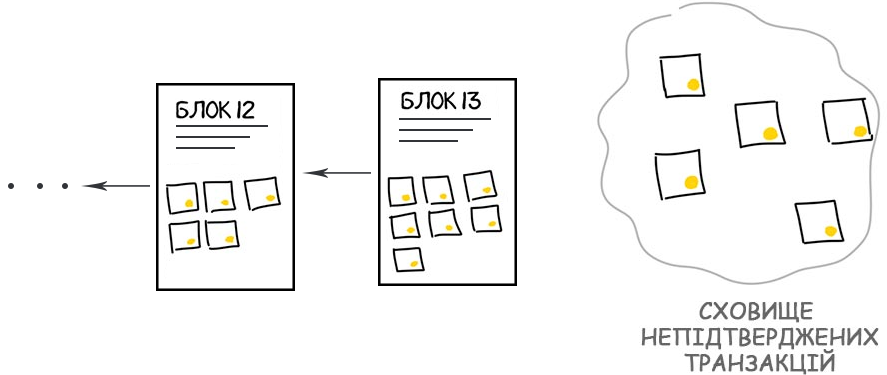 БЛОК 12
БЛОК 13
СХОВИЩЕ
НЕПІДТВЕРДЖЕНИХ
ТРАНЗАКЦІЙ